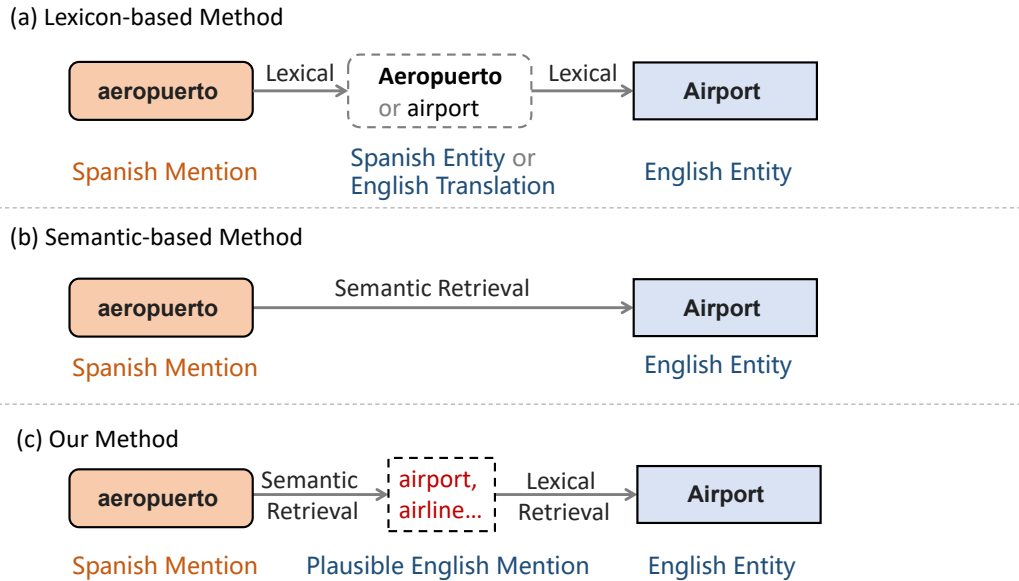 (a) Lexicon-based Method
aeropuerto
Lexical
Aeropuerto
or airport
Lexical
Airport
Spanish Mention
Spanish Entity or
English Translation
English Entity
(b) Semantic-based Method
aeropuerto
Semantic Retrieval
Airport
Spanish Mention
English Entity
(c) Our Method
aeropuerto
Semantic
Retrieval
airport,
airline…
Lexical
Retrieval
Airport
Spanish Mention
Plausible English Mention
English Entity